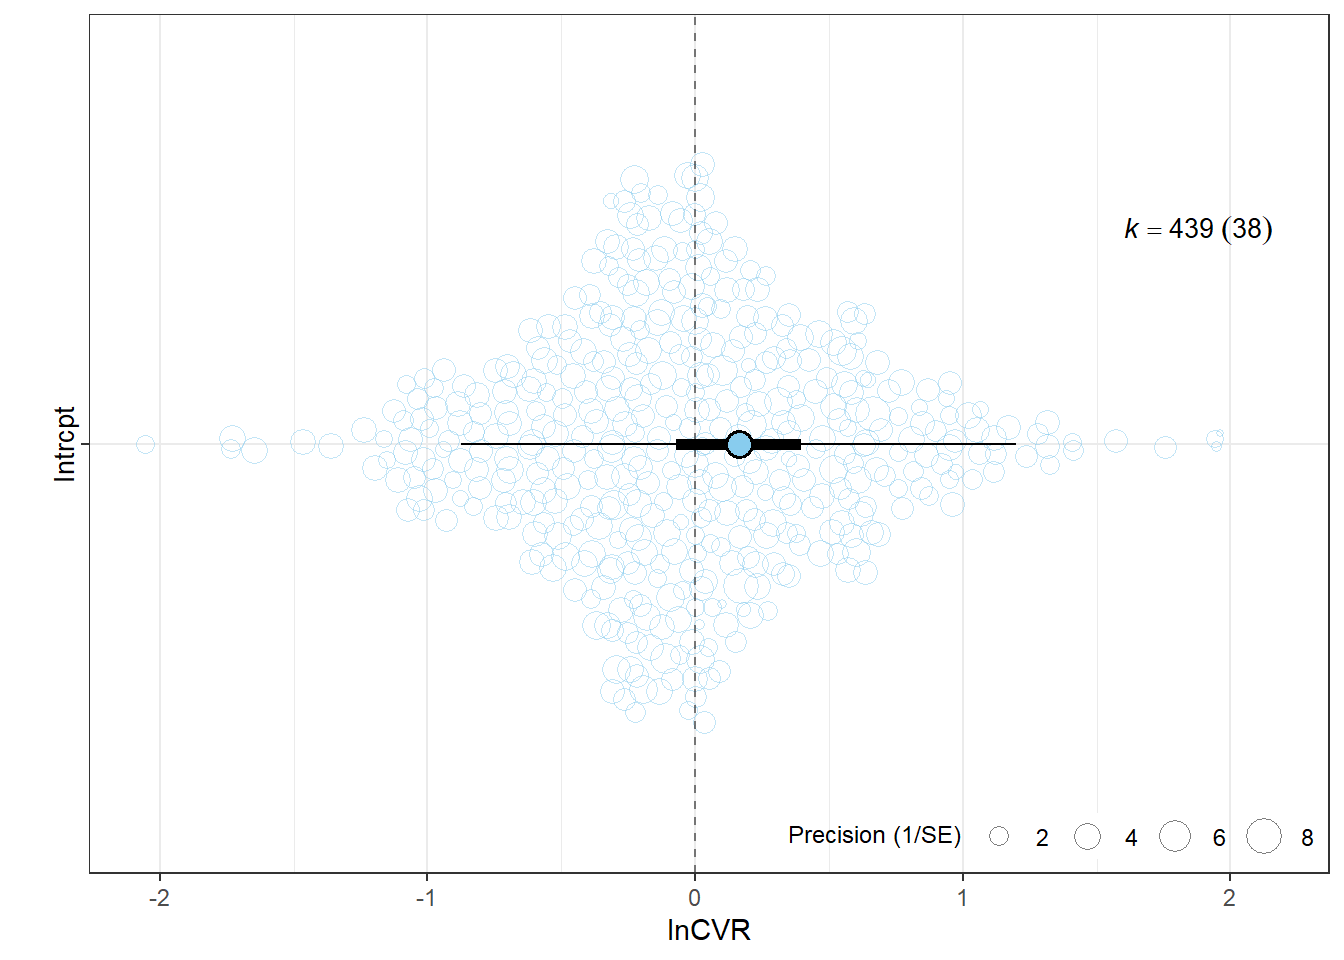 k = 439 (38)
Intrcpt
Precision (1/SE) 2 4 6 8
-2 -1 0 1 2
lnCVR